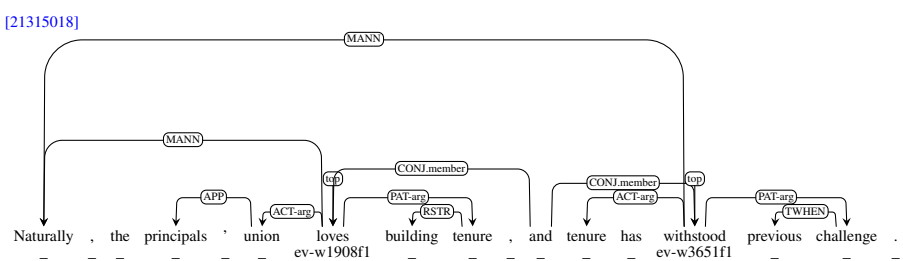 [21315018]
MANN
MANN
top CONJ.member top
CONJ.member
APP PAT-arg ACT-arg PAT-arg
ACT-arg RSTR TWHEN
Naturally , the principals ' union loves building tenure , and tenure has withstood previous challenge .
_ _ _ _ _ _ ev-w1908f1 _ _ _ _ _ _ ev-w3651f1 _ _ _